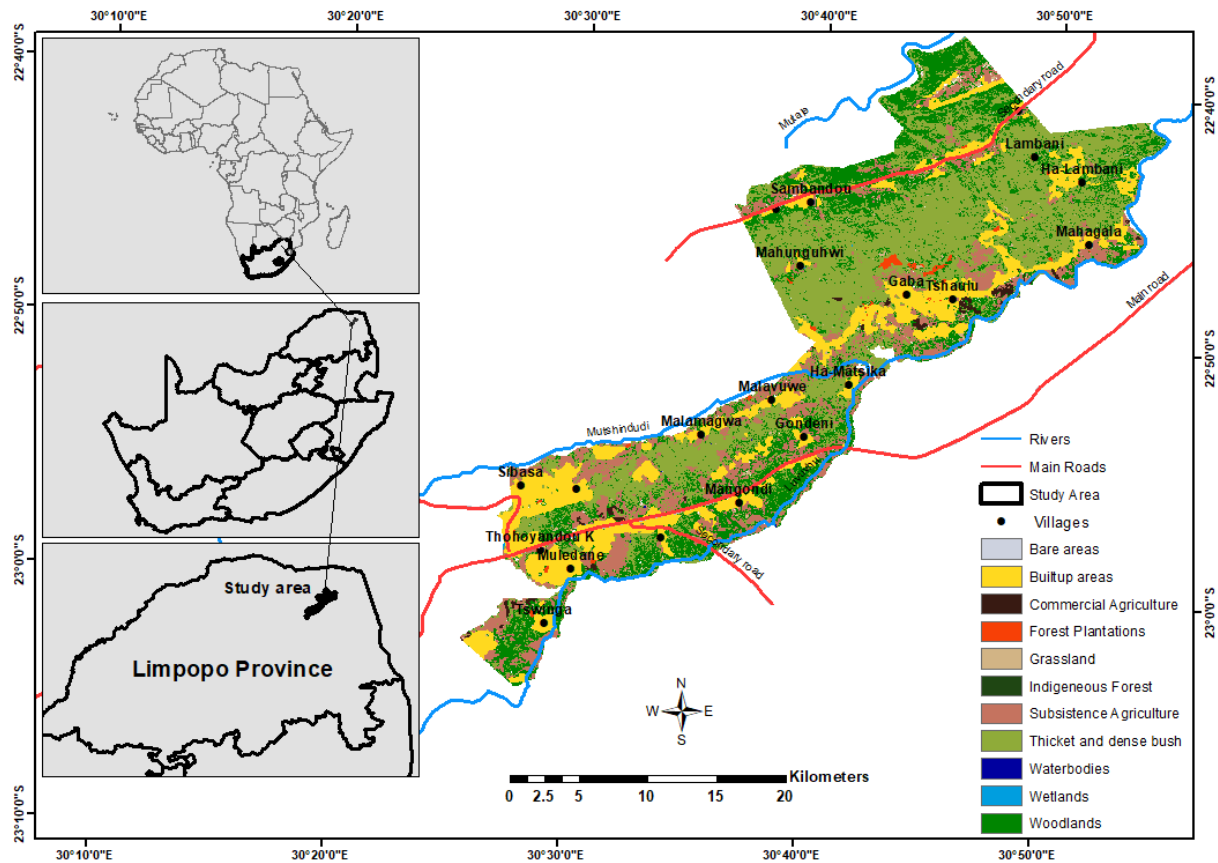 30°10'0"E 30°20'0"E 30°30'0"E 30°40'0"E 30°50'0"E
22°40'0"S
22°40'0"S
22°50'0"S
22°50'0"S
23°0'0"S
23°0'0"S
23°10'0"S
Mutale
Secondary road
Lambani
Ha-Lambani
Sambandou
Mahagala
Mahunguhwi
Gaba
Tshaulu
Main road
Ha-Matsika
Malavuwe
Malamagwa
Mutshindudi
Gondeni
Sibasa
Mangondi
Thohoyandou K
Secondary road
Muledane
Tswinga
Study area
Limpopo Province
N
W E
S
Kilometers
0 2.5 5 10 15 20
Rivers
Main Roads
Study Area
Villages
Bare areas
Builtup areas
Commercial Agriculture
Forest Plantations
Grassland
Indigeneous Forest
Subsistence Agriculture
Thicket and dense bush
Waterbodies
Wetlands
Woodlands
30°10'0"E 30°20'0"E 30°30'0"E 30°40'0"E 30°50'0"E